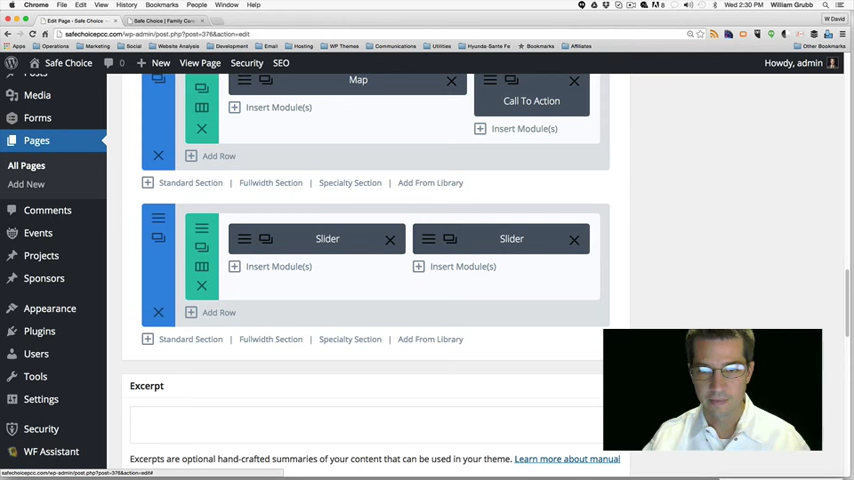 Chrome File Edit View History Bookmarks People Window Help
Tue 2:30 PM William Grubb
Edit Page ‹ Safe Choice
Safe Choice | Family Con
W David
safechoicepcc.com/wp-admin/post.php?post=376&action=edit
Apps Operations Marketing Social Website Analysis Development Email Hosting WP Themes Communications Utilities Hyundai-Sante Fe Bookmarks Affiliates Other Bookmarks
Safe Choice 0 New View Page Security SEO Howdy, admin
Posts
Media
Forms
Pages
All Pages
Add New
Comments
Events
Projects
Sponsors
Appearance
Plugins
Users
Tools
Settings
Security
WF Assistant
Map
Insert Module(s)
Call To Action
Insert Module(s)
Add Row
Standard Section | Fullwidth Section | Specialty Section | Add From Library
Slider Slider
Insert Module(s) Insert Module(s)
Add Row
Standard Section | Fullwidth Section | Specialty Section | Add From Library
Excerpt
Excerpts are optional hand-crafted summaries of your content that can be used in your theme. Learn more about manual
safechoicepcc.com/wp-admin/post.php?post=376&action=edit#